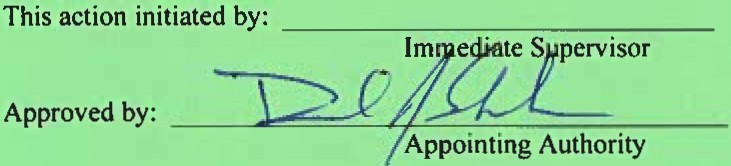 This action initiated by:
Immediate Supervisor
Approved by:
Appointing Authority